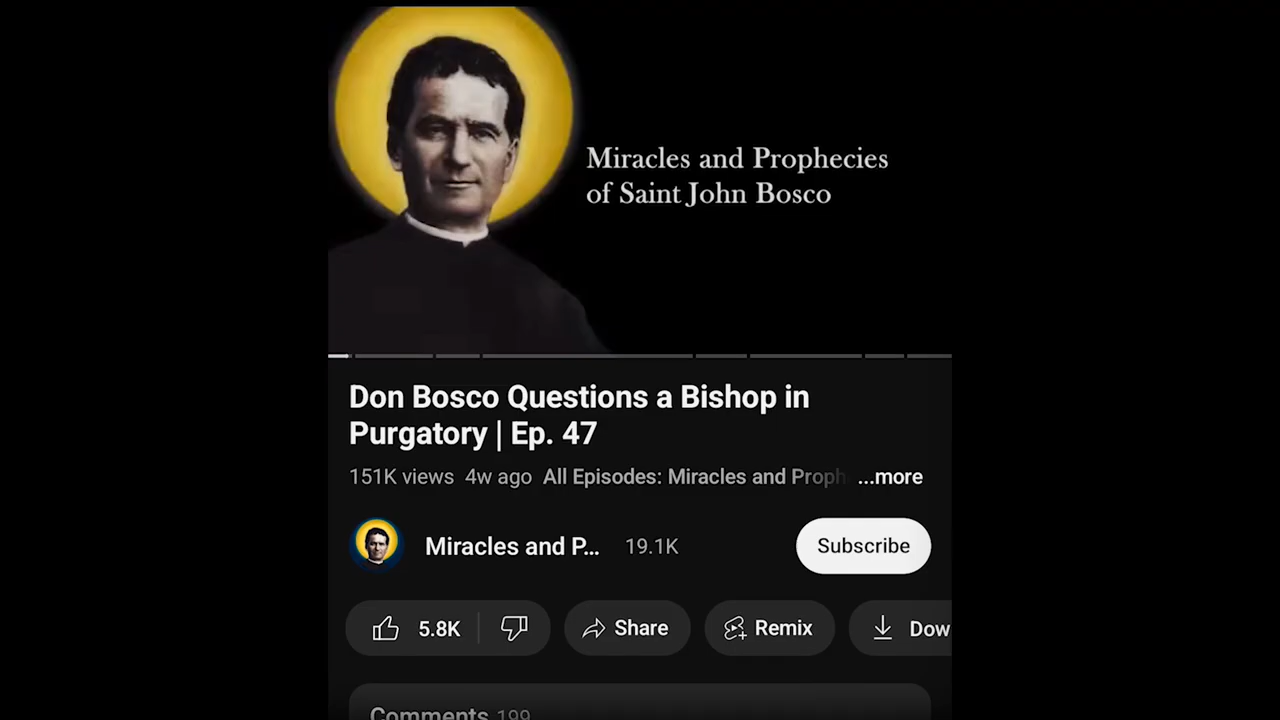 Miracles and Prophecies
of Saint John Bosco
Don Bosco Questions a Bishop in
Purgatory | Ep. 47
151K views 4w ago All Episodes: Miracles and Proph ...more
Miracles and P... 19.1K Subscribe
5.8K Share Remix Dow
Comments 199